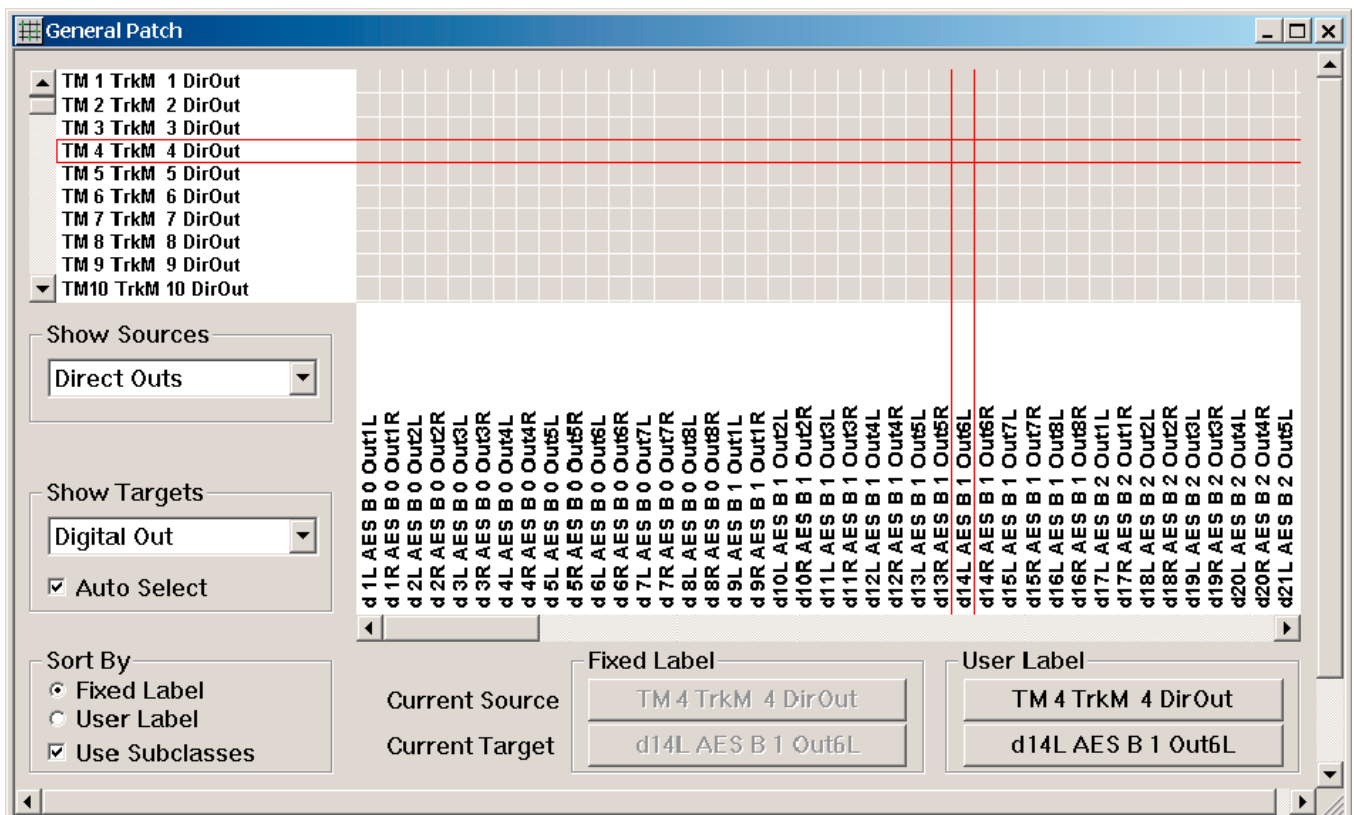 General Patch
TM 1 TrkM 1 DirOut
TM 2 TrkM 2 DirOut
TM 3 TrkM 3 DirOut
TM 4 TrkM 4 DirOut
TM 5 TrkM 5 DirOut
TM 6 TrkM 6 DirOut
TM 7 TrkM 7 DirOut
TM 8 TrkM 8 DirOut
TM 9 TrkM 9 DirOut
TM10 TrkM 10 DirOut
Show Sources
Direct Outs
Show Targets
Digital Out
Auto Select
d 1L AES B 0 Out1L
d 1R AES B 0 Out1R
d 2L AES B 0 Out2L
d 2R AES B 0 Out2R
d 3L AES B 0 Out3L
d 3R AES B 0 Out3R
d 4L AES B 0 Out4L
d 4R AES B 0 Out4R
d 5L AES B 0 Out5L
d 5R AES B 0 Out5R
d 6L AES B 0 Out6L
d 6R AES B 0 Out6R
d 7L AES B 0 Out7L
d 7R AES B 0 Out7R
d 8L AES B 0 Out8L
d 8R AES B 0 Out8R
d 9L AES B 1 Out1L
d 9R AES B 1 Out1R
d10L AES B 1 Out2L
d10R AES B 1 Out2R
d11L AES B 1 Out3L
d11R AES B 1 Out3R
d12L AES B 1 Out4L
d12R AES B 1 Out4R
d13L AES B 1 Out5L
d13R AES B 1 Out5R
d14L AES B 1 Out6L
d14R AES B 1 Out6R
d15L AES B 1 Out7L
d15R AES B 1 Out7R
d16L AES B 1 Out8L
d16R AES B 1 Out8R
d17L AES B 2 Out1L
d17R AES B 2 Out1R
d18L AES B 2 Out2L
d18R AES B 2 Out2R
d19L AES B 2 Out3L
d19R AES B 2 Out3R
d20L AES B 2 Out4L
d20R AES B 2 Out4R
d21L AES B 2 Out5L
Sort By
Fixed Label
User Label
Use Subclasses
Fixed Label
User Label
Current Source
TM 4 TrkM 4 DirOut
TM 4 TrkM 4 DirOut
Current Target
d14L AES B 1 Out6L
d14L AES B 1 Out6L